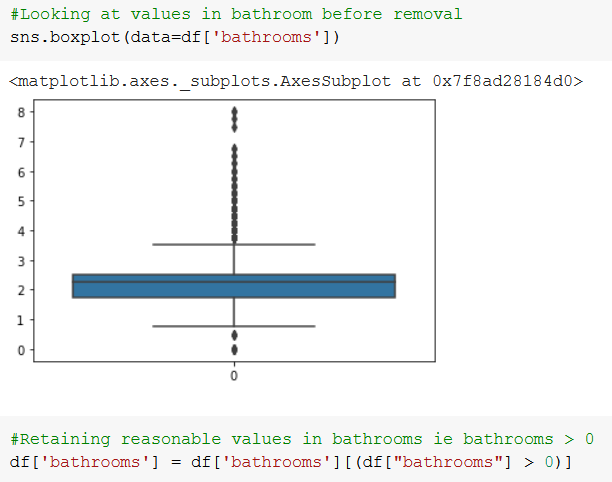 #Looking at values in bathroom before removal
sns.boxplot(data=df['bathrooms'])
<matplotlib.axes._subplots.AxesSubplot at 0x7f8ad28184d0>
8
7
6
5
4
3
2
1
0
0
#Retaining reasonable values in bathrooms ie bathrooms > 0
df['bathrooms'] = df['bathrooms'][(df["bathrooms"] > 0)]